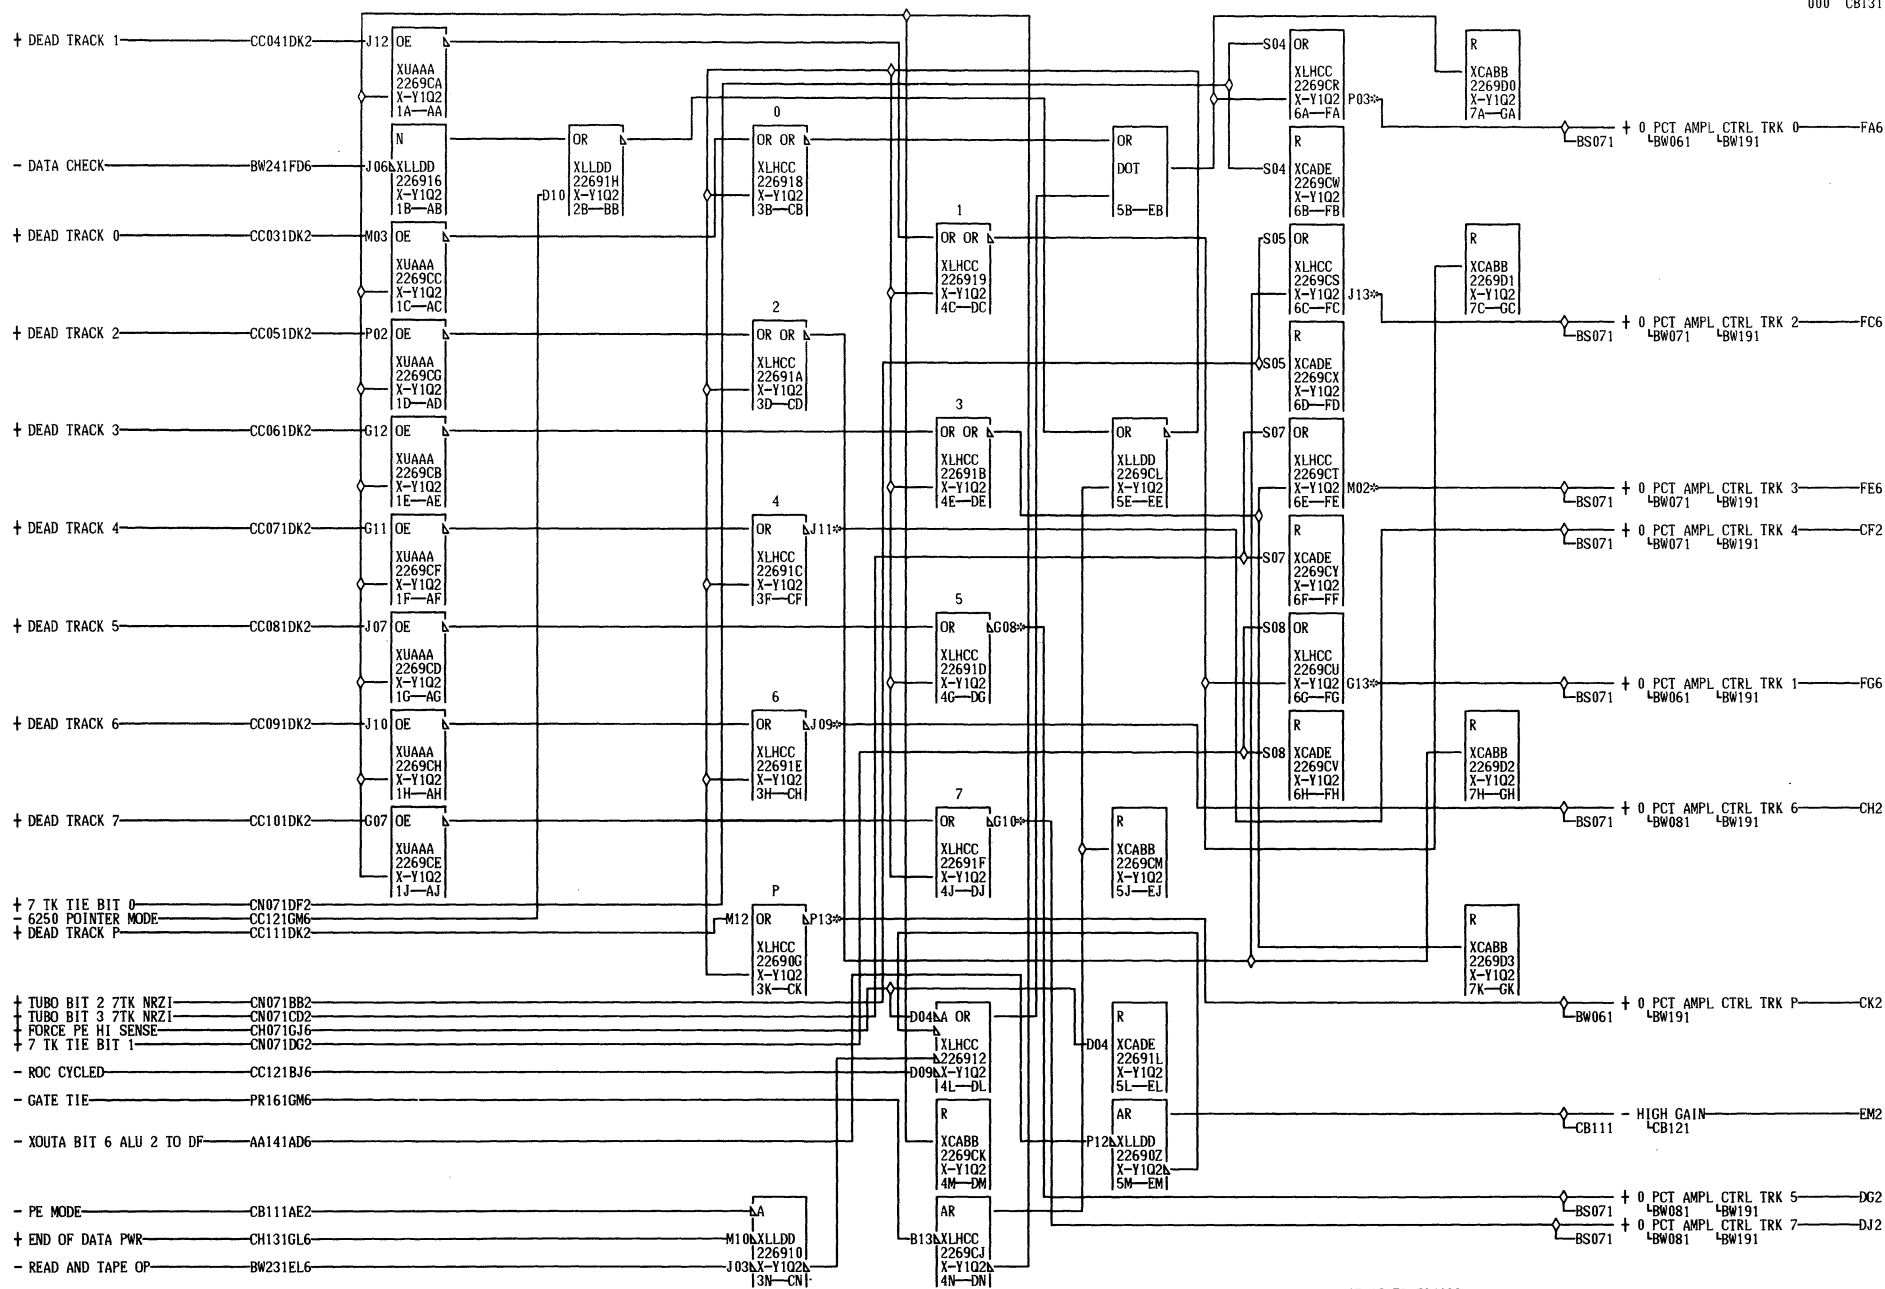 000 CB131
+ DEAD TRACK 1 CC041DK2 J12
OE
XUAAA
2269CA
X-Y1Q2
1A—AA
- DATA CHECK BW241FD6 J06
N
XLLDD
226916
X-Y1Q2
1B—AB
+ DEAD TRACK 0 CC031DK2 M03
OE
XUAAA
2269CC
X-Y1Q2
1C—AC
+ DEAD TRACK 2 CC051DK2 P02
OE
XUAAA
2269CG
X-Y1Q2
1D—AD
+ DEAD TRACK 3 CC061DK2 G12
OE
XUAAA
2269CB
X-Y1Q2
1E—AE
+ DEAD TRACK 4 CC071DK2 G11
OE
XUAAA
2269CF
X-Y1Q2
1F—AF
+ DEAD TRACK 5 CC081DK2 J07
OE
XUAAA
2269CD
X-Y1Q2
1G—AG
+ DEAD TRACK 6 CC091DK2 J10
OE
XUAAA
2269CH
X-Y1Q2
1H—AH
+ DEAD TRACK 7 CC101DK2 G07
OE
XUAAA
2269CE
X-Y1Q2
1J—AJ
+ 7 TK TIE BIT 0 CN071DF2
- 6250 POINTER MODE CC121GM6
+ DEAD TRACK P CC111DK2
+ TUBO BIT 2 7TK NRZI CN071BB2
+ TUBO BIT 3 7TK NRZI CN071CD2
+ FORCE PE HI SENSE CH071GJ6
+ 7 TK TIE BIT 1 CN071DG2
- ROC CYCLED CC121BJ6
- GATE TIE PR161GM6
- XOUTA BIT 6 ALU 2 TO DF AA141AD6
- PE MODE CB111AE2
+ END OF DATA PWR CH131GL6
- READ AND TAPE OP BW231EL6
OR
XLLDD
22691H
D10 X-Y1Q2
2B—BB
0
OR OR
XLHCC
226918
X-Y1Q2
3B—CB
2
OR OR
XLHCC
22691A
X-Y1Q2
3D—CD
4
OR J11*
XLHCC
22691C
X-Y1Q2
3F—CF
6
OR J09*
XLHCC
22691E
X-Y1Q2
3H—CH
P
M12 OR P13*
XLHCC
22690G
X-Y1Q2
3K—CK
A
M10 XLLDD
226910
J03 X-Y1Q2
3N—CN
1
OR OR
XLHCC
226919
X-Y1Q2
4C—DC
3
OR OR
XLHCC
22691B
X-Y1Q2
4E—DE
5
OR G08*
XLHCC
22691D
X-Y1Q2
4G—DG
7
OR G10*
XLHCC
22691F
X-Y1Q2
4J—DJ
D04 A OR
XLHCC
226912
D09 X-Y1Q2
4L—DL
R
XCABB
2269CK
X-Y1Q2
4M—DM
AR
B13 XLHCC
2269CJ
X-Y1Q2
4N—DN
OR
DOT
5B—EB
OR
XLLDD
2269CL
X-Y1Q2
5E—EE
R
XCABB
2269CM
X-Y1Q2
5J—EJ
R
D04 XCADE
22691L
X-Y1Q2
5L—EL
AR
P12 XLLDD
22690Z
X-Y1Q2
5M—EM
S04 OR
XLHCC
2269CR
X-Y1Q2 P03*
6A—FA
R
S04 XCADE
2269CW
X-Y1Q2
6B—FB
S05 OR
XLHCC
2269CS
X-Y1Q2 J13*
6C—FC
R
S05 XCADE
2269CX
X-Y1Q2
6D—FD
S07 OR
XLHCC
2269CT
X-Y1Q2 M02*
6E—FE
R
S07 XCADE
2269CY
X-Y1Q2
6F—FF
S08 OR
XLHCC
2269CU
X-Y1Q2 G13*
6G—FG
R
S08 XCADE
2269CV
X-Y1Q2
6H—FH
R
XCABB
2269D0
X-Y1Q2
7A—GA
R
XCABB
2269D1
X-Y1Q2
7C—GC
R
XCABB
2269D2
X-Y1Q2
7H—GH
R
XCABB
2269D3
X-Y1Q2
7K—GK
+ 0 PCT AMPL CTRL TRK 0 FA6
BS071 BW061 BW191
+ 0 PCT AMPL CTRL TRK 2 FC6
BS071 BW071 BW191
+ 0 PCT AMPL CTRL TRK 3 FE6
BS071 BW071 BW191
+ 0 PCT AMPL CTRL TRK 4 CF2
BS071 BW071 BW191
+ 0 PCT AMPL CTRL TRK 1 FG6
BS071 BW061 BW191
+ 0 PCT AMPL CTRL TRK 6 CH2
BS071 BW081 BW191
+ 0 PCT AMPL CTRL TRK P CK2
BW061 BW191
- HIGH GAIN EM2
CB111 CB121
+ 0 PCT AMPL CTRL TRK 5 DG2
BS071 BW081 BW191
+ 0 PCT AMPL CTRL TRK 7 DJ2
BS071 BW081 BW191